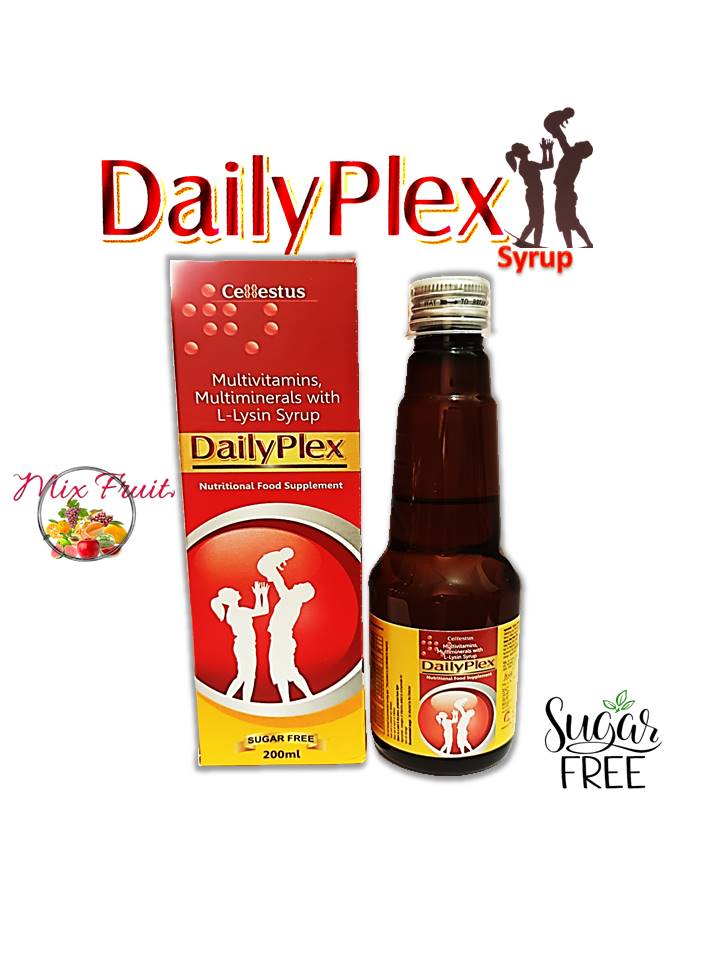 DailyPlex
Syrup
Cellestus
Multivitamins,
Multiminerals with
L-Lysin Syrup
DailyPlex
Nutritional Food Supplement
SUGAR FREE
200ml
Mix Fruit
Cellestus
Multivitamins,
Multiminerals with
L-Lysin Syrup
DailyPlex
Nutritional Food Supplement
Sugar
FREE